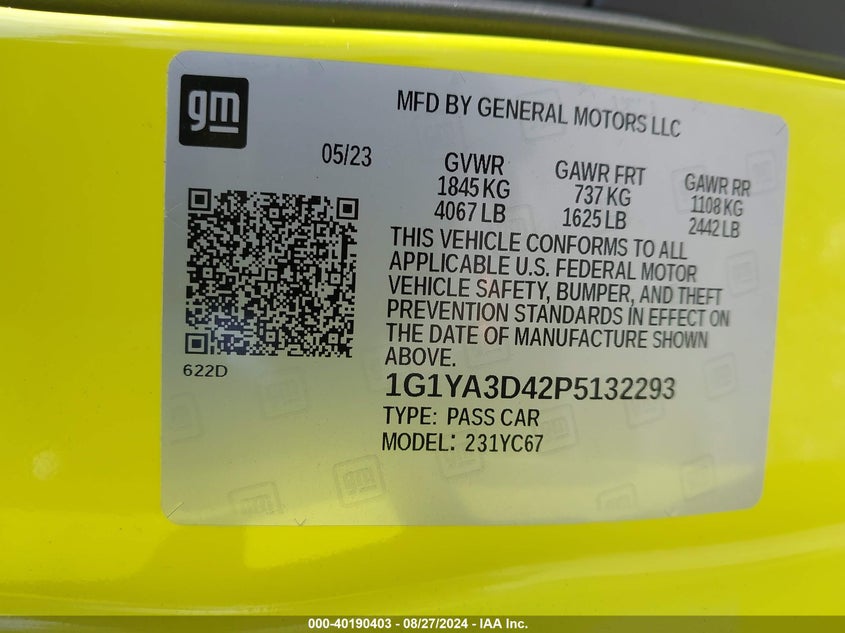 gm
MFD BY GENERAL MOTORS LLC
05/23
GVWR
1845 KG
4067 LB
GAWR FRT
737 KG
1625 LB
GAWR RR
1108 KG
2442 LB
THIS VEHICLE CONFORMS TO ALL
APPLICABLE U.S. FEDERAL MOTOR
VEHICLE SAFETY, BUMPER, AND THEFT
PREVENTION STANDARDS IN EFFECT ON
THE DATE OF MANUFACTURE SHOWN
ABOVE.
622D
1G1YA3D42P5132293
TYPE: PASS CAR
MODEL: 231YC67
000-40190403 - 08/27/2024 - IAA Inc.